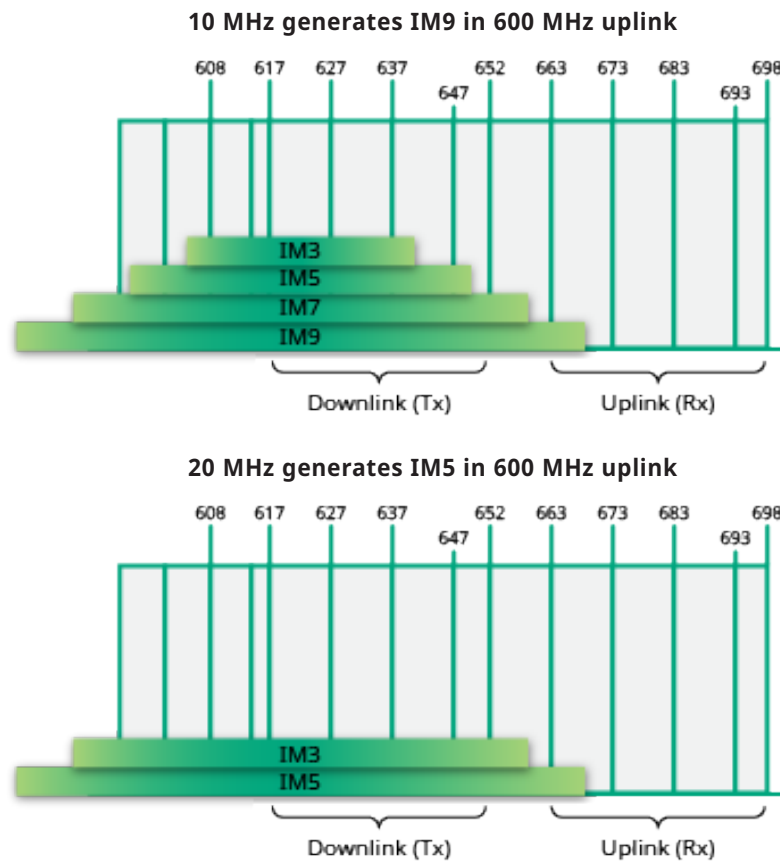 10 MHz generates IM9 in 600 MHz uplink
608 617 627 637 652 663 673 683 698
647 693
IM3
IM5
IM7
IM9
Downlink (Tx) Uplink (Rx)
20 MHz generates IM5 in 600 MHz uplink
608 617 627 637 652 663 673 683 698
647 693
IM3
IM5
Downlink (Tx) Uplink (Rx)